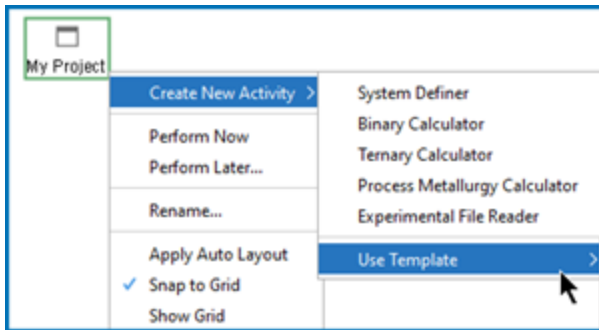 My Project
Create New Activity >
Perform Now
Perform Later...
Rename...
Apply Auto Layout
✓ Snap to Grid
Show Grid
System Definer
Binary Calculator
Ternary Calculator
Process Metallurgy Calculator
Experimental File Reader
Use Template >